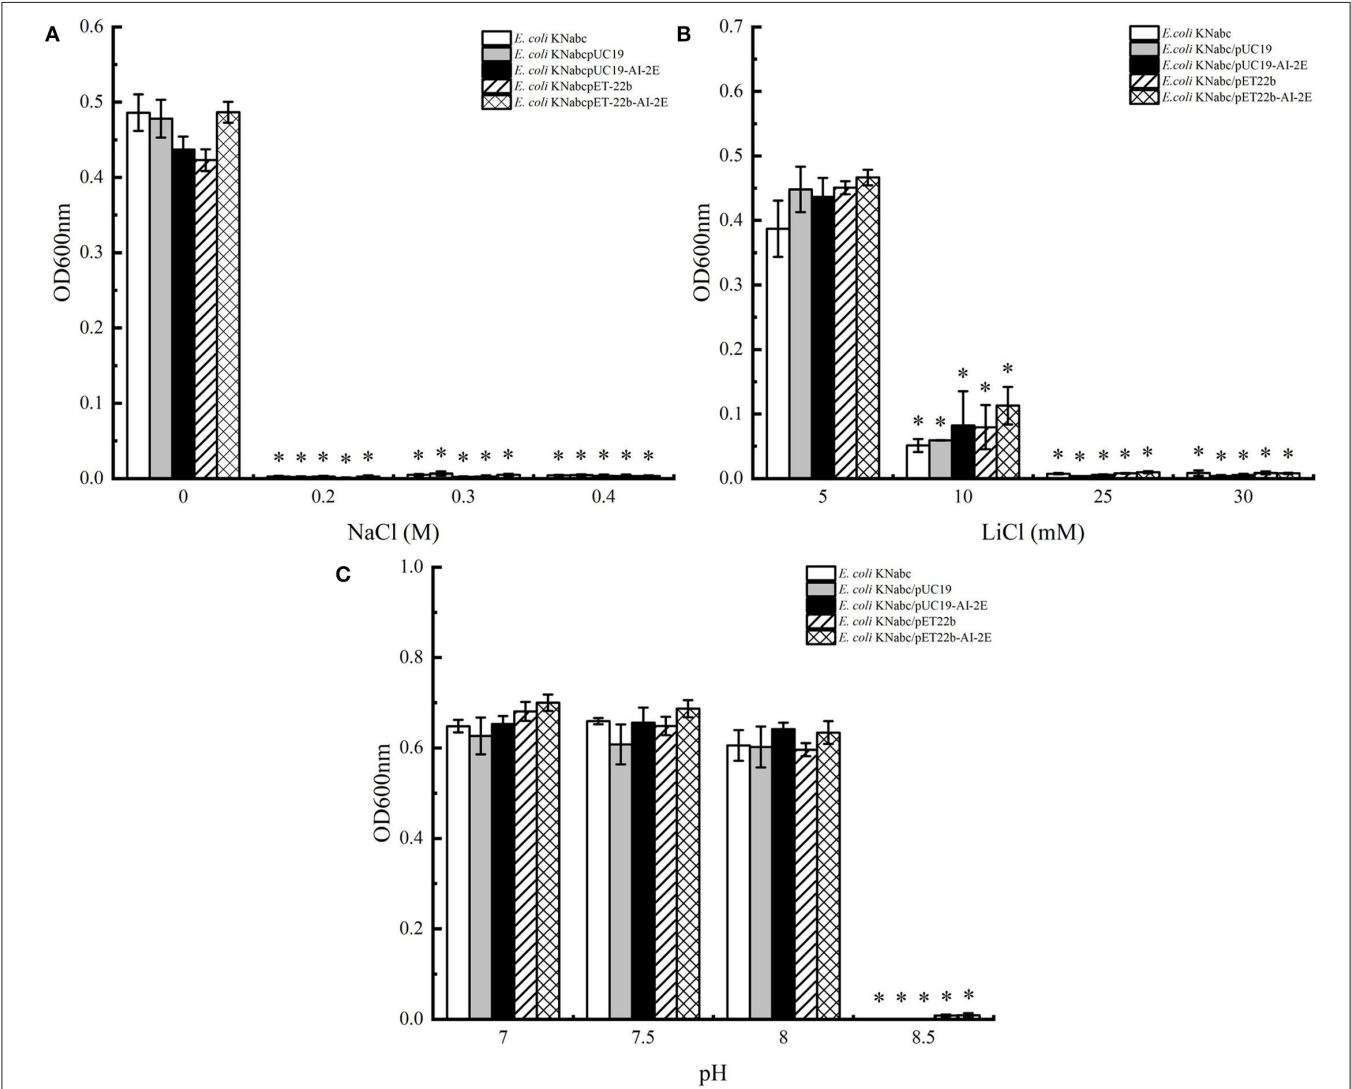 A
0.6
0.5
0.4
0.3
0.2
0.1
0.0
OD600nm
E. coli KNabc
E. coli KNabcpUC19
E. coli KNabcpUC19-AI-2E
E. coli KNabcpET-22b
E. coli KNabcpET-22b-AI-2E
* * * * * * * * * * * * * * *
0 0.2 0.3 0.4
NaCl (M)
B
0.7
0.6
0.5
0.4
0.3
0.2
0.1
0.0
OD600nm
E.coli KNabc
E.coli KNabc/pUC19
E.coli KNabc/pUC19-AI-2E
E.coli KNabc/pET22b
E.coli KNabc/pET22b-AI-2E
* * * * * * * * * * * * * * *
5 10 25 30
LiCl (mM)
C
1.0
0.8
0.6
0.4
0.2
0.0
OD600nm
E. coli KNabc
E. coli KNabc/pUC19
E. coli KNabc/pUC19-AI-2E
E. coli KNabc/pET22b
E. coli KNabc/pET22b-AI-2E
* * * * *
7 7.5 8 8.5
pH